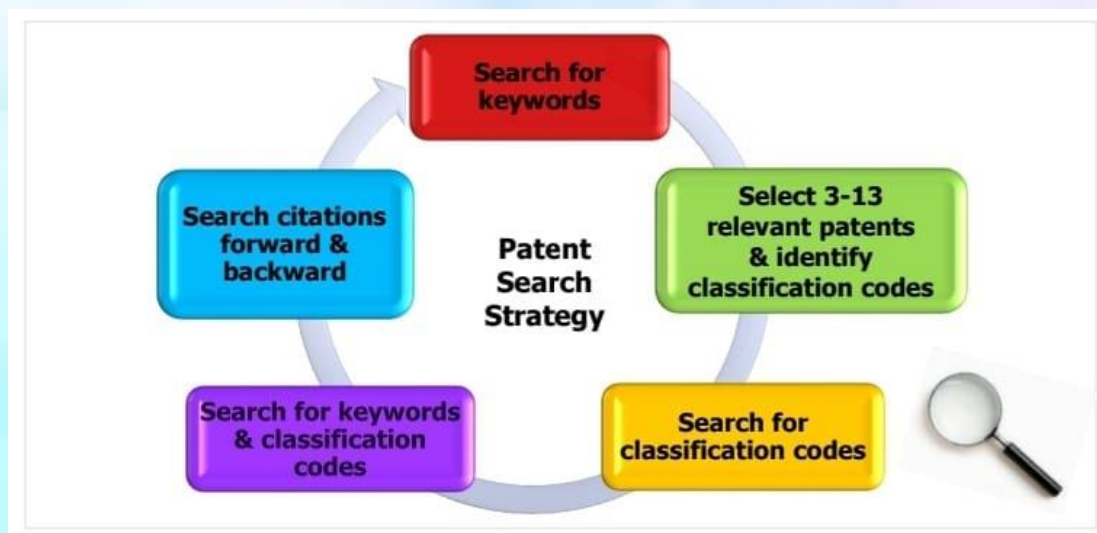 Search for
keywords
Select 3-13
relevant patents
& identify
classification codes
Search for
classification codes
Search for keywords
& classification
codes
Search citations
forward &
backward
Patent
Search
Strategy